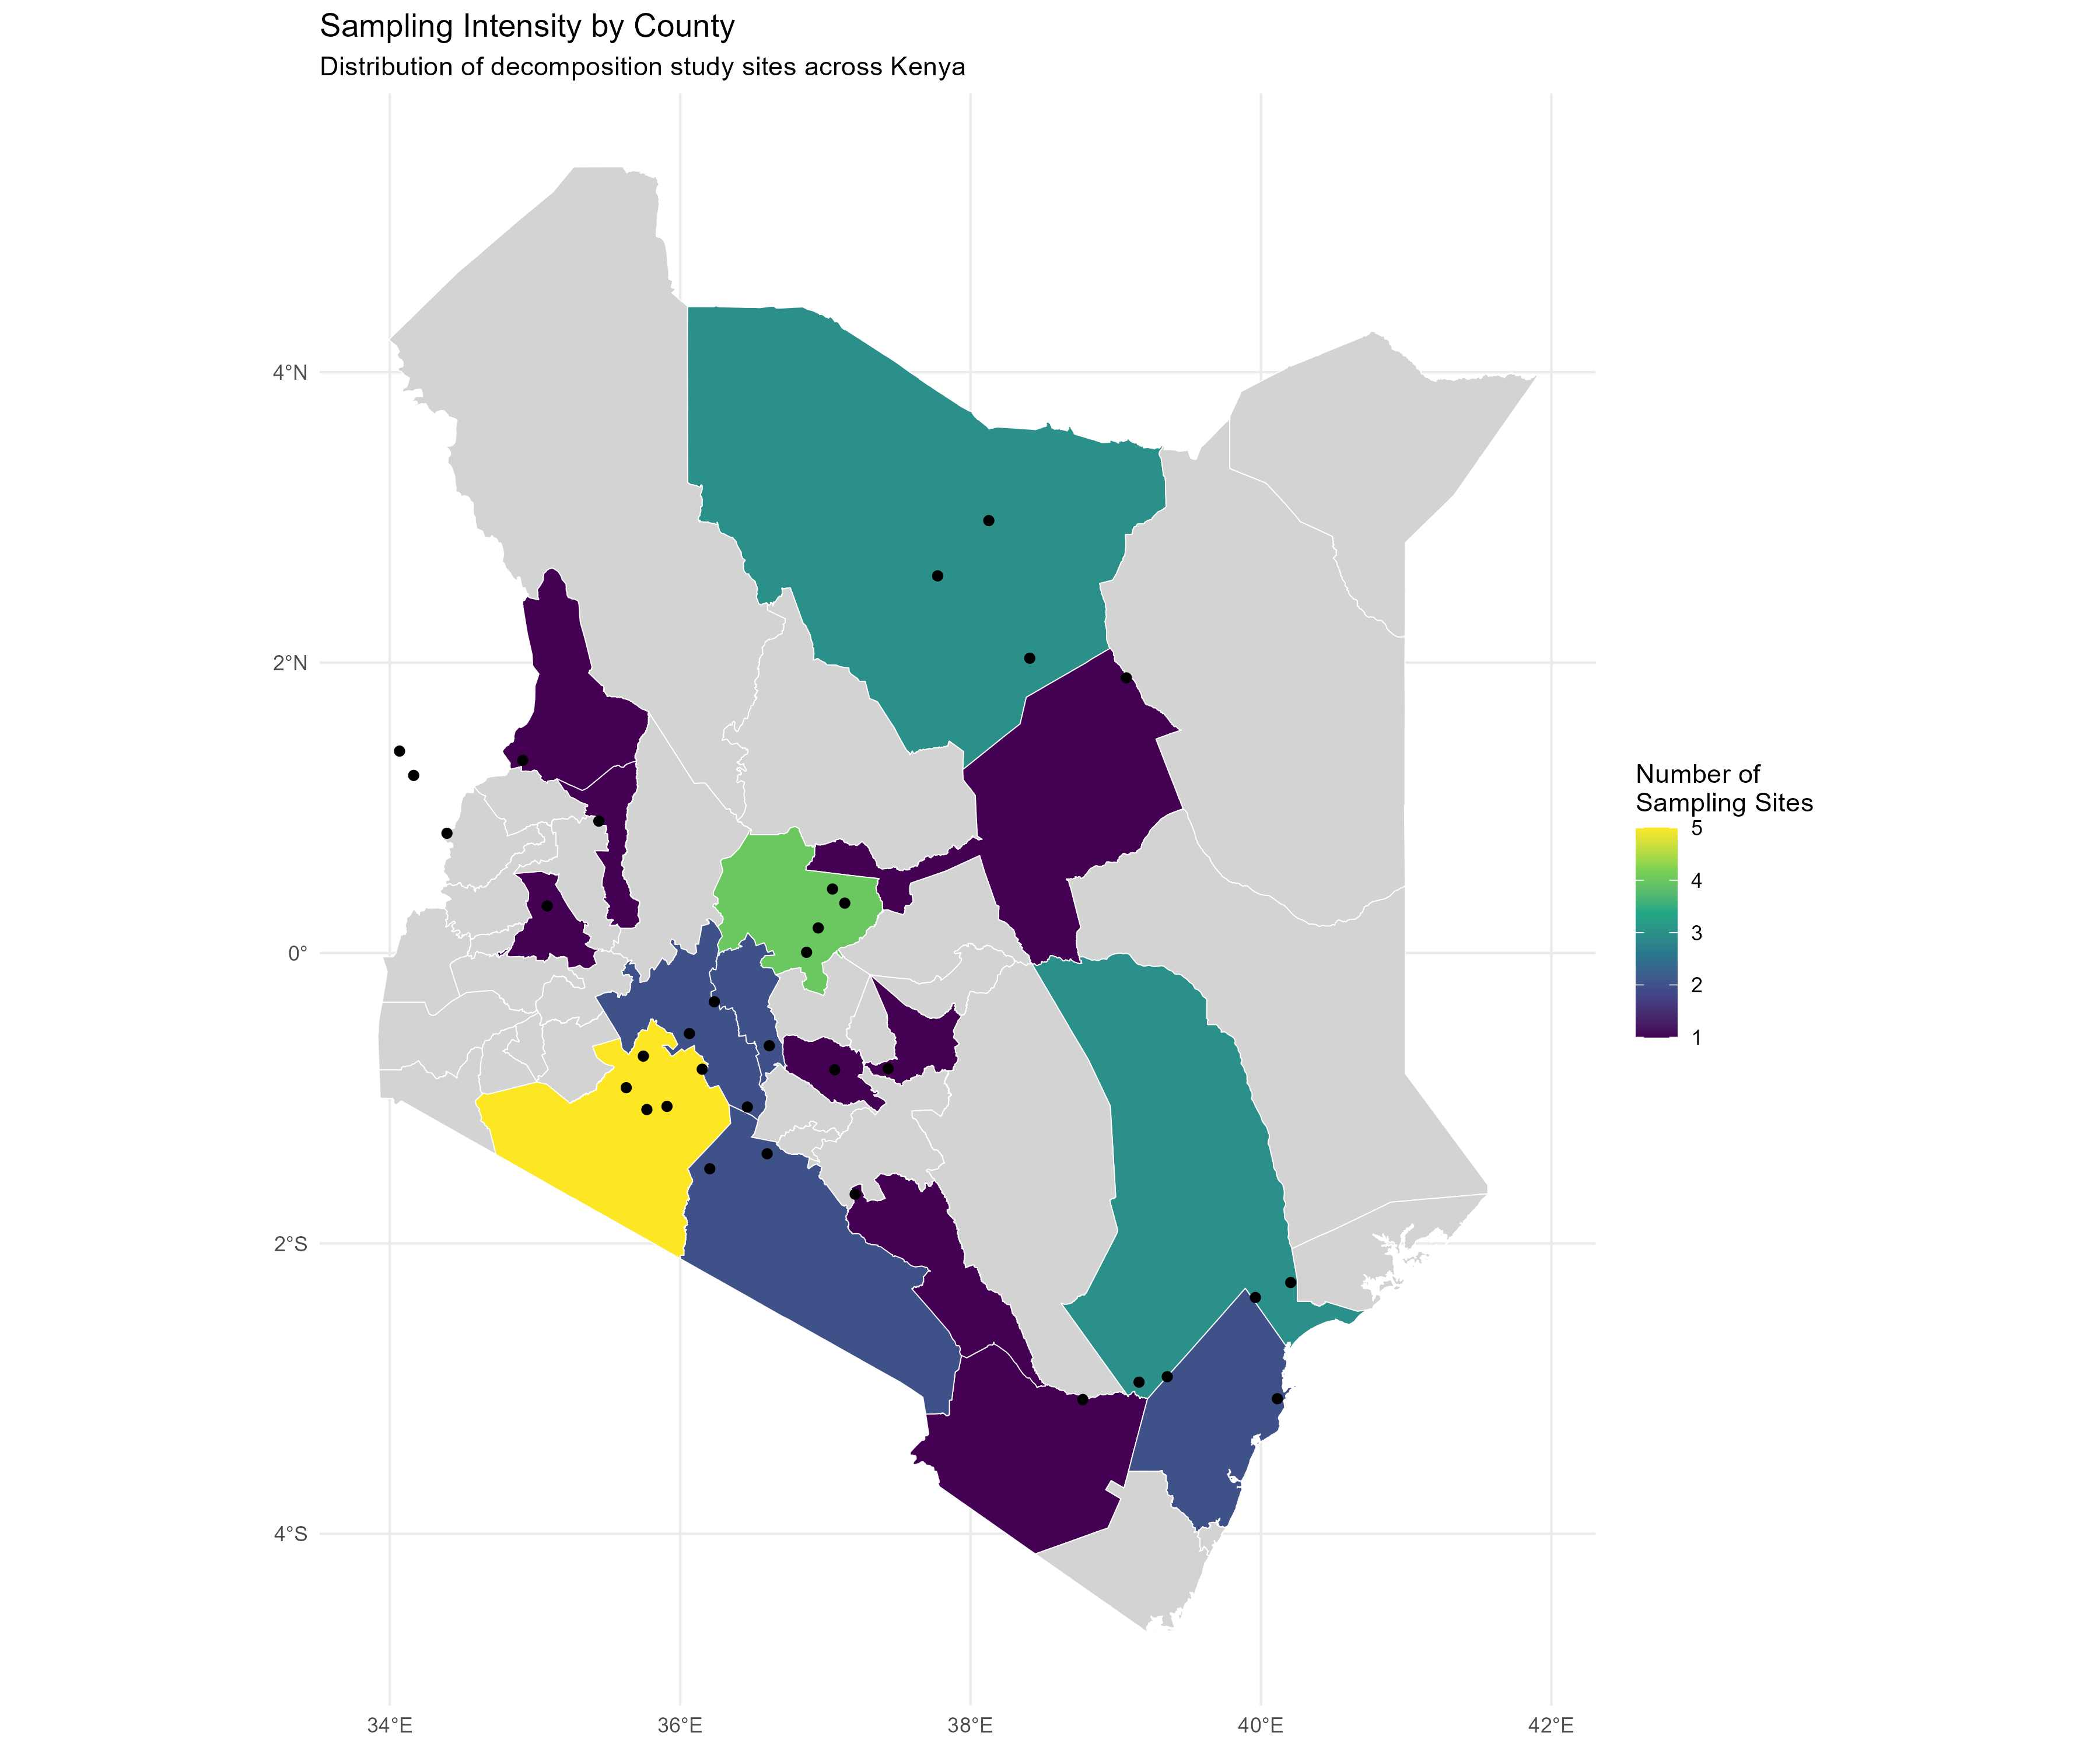 Sampling Intensity by County
Distribution of decomposition study sites across Kenya
4°N
2°N
0°
2°S
4°S
34°E
36°E
38°E
40°E
42°E
Number of
Sampling Sites
5
4
3
2
1